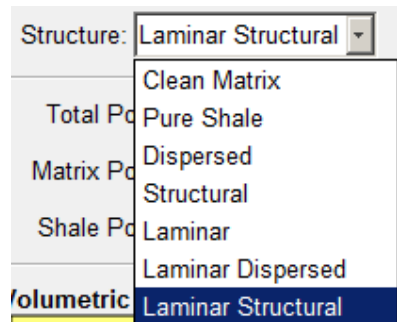 Structure: Laminar Structural
Clean Matrix
Total Po Pure Shale
Dispersed
Matrix Po
Structural
Shale Po Laminar
Laminar Dispersed
Volumetric Laminar Structural